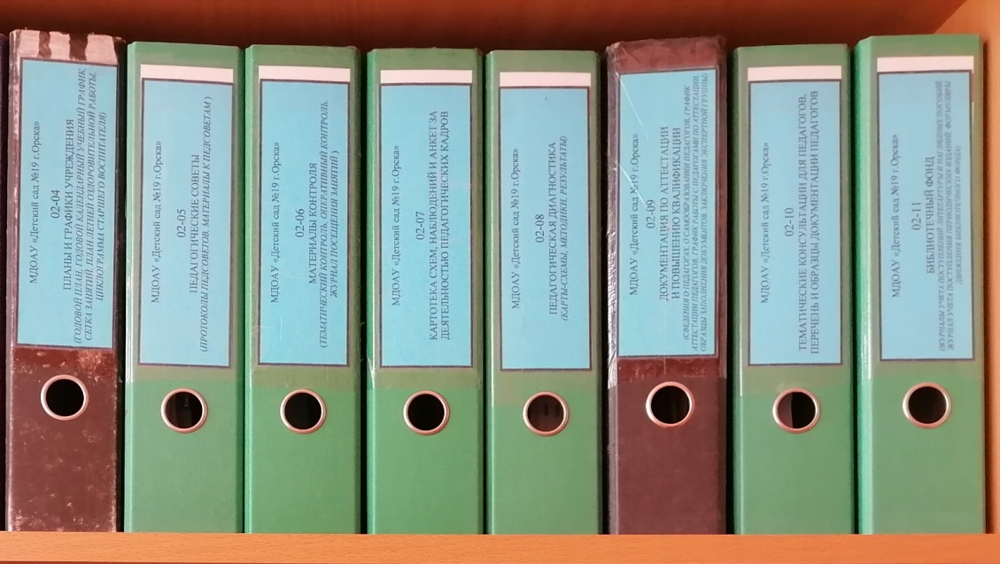 МДОАУ «Детский сад №19 г.Орска»
02-04
ПЛАНЫ И ГРАФИКИ УЧРЕЖДЕНИЯ
(ГОДОВОЙ ПЛАН, ГОДОВОЙ КАЛЕНДАРНЫЙ УЧЕБНЫЙ ГРАФИК,
СЕТКА ЗАНЯТИЙ, ПЛАН ЛЕТНЕЙ ОЗДОРОВИТЕЛЬНОЙ РАБОТЫ,
ЦИКЛОГРАММА СТАРШЕГО ВОСПИТАТЕЛЯ)
МДОАУ «Детский сад №19 г.Орска»
02-05
ПЕДАГОГИЧЕСКИЕ СОВЕТЫ
(ПРОТОКОЛЫ ПЕДСОВЕТОВ, МАТЕРИАЛЫ К ПЕДСОВЕТАМ)
МДОАУ «Детский сад №19 г.Орска»
02-06
МАТЕРИАЛЫ КОНТРОЛЯ
(ТЕМАТИЧЕСКИЙ КОНТРОЛЬ, ОПЕРАТИВНЫЙ КОНТРОЛЬ,
ЖУРНАЛ ПОСЕЩЕНИЯ ЗАНЯТИЙ)
МДОАУ «Детский сад №19 г.Орска»
02-07
КАРТОТЕКА СХЕМ, НАБЛЮДЕНИЙ И АНКЕТ ЗА
ДЕЯТЕЛЬНОСТЬЮ ПЕДАГОГИЧЕСКИХ КАДРОВ
МДОАУ «Детский сад №19 г.Орска»
02-08
ПЕДАГОГИЧЕСКАЯ ДИАГНОСТИКА
(КАРТЫ-СХЕМЫ, МЕТОДИКИ, РЕЗУЛЬТАТЫ)
МДОАУ «Детский сад №19 г.Орска»
02-09
ДОКУМЕНТАЦИЯ ПО АТТЕСТАЦИИ
И ПОВЫШЕНИЮ КВАЛИФИКАЦИИ
(СВЕДЕНИЯ О ПЕДАГОГАХ, О САМООБРАЗОВАНИИ ПЕДАГОГОВ, ГРАФИК
АТТЕСТАЦИИ ПЕДАГОГОВ, ГРАФИК РАБОТЫ С ПЕДАГОГАМИ ПО АТТЕСТАЦИИ,
ОБРАЗЦЫ ЗАПОЛНЕНИЯ ДОКУМЕНТОВ, ЗАКЛЮЧЕНИЯ ЭКСПЕРТНОЙ ГРУППЫ)
МДОАУ «Детский сад №19 г.Орска»
02-10
ТЕМАТИЧЕСКИЕ КОНСУЛЬТАЦИИ ДЛЯ ПЕДАГОГОВ,
ПЕРЕЧЕНЬ И ОБРАЗЦЫ ДОКУМЕНТАЦИИ ПЕДАГОГОВ
МДОАУ «Детский сад №19 г.Орска»
02-11
БИБЛИОТЕЧНЫЙ ФОНД
(ЖУРНАЛЫ УЧЕТА ПОСТУПЛЕНИЙ ЛИТЕРАТУРЫ И НАГЛЯДНЫХ ПОСОБИЙ,
ЖУРНАЛ УЧЕТА ПОСТУПЛЕНИЯ ПЕРИОДИЧЕСКИХ ИЗДАНИЙ, ФОРМУЛЯРЫ
ДВИЖЕНИЯ БИБЛИОТЕЧНОГО ФОНДА)